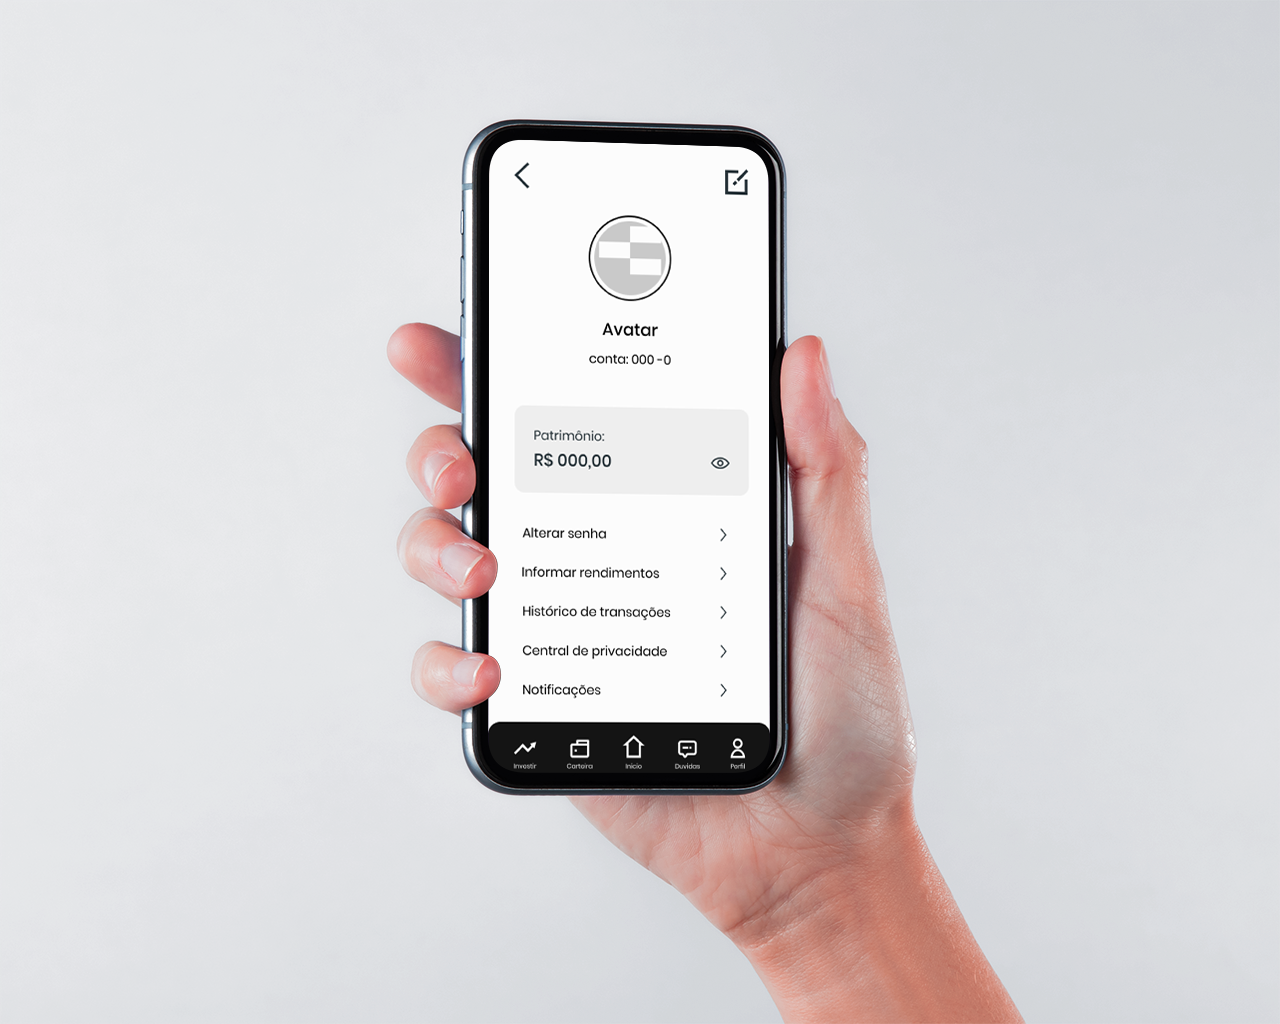 Avatar
conta: 000 -0
Patrimônio:
R$ 000,00
Alterar senha
Informar rendimentos
Histórico de transações
Central de privacidade
Notificações
Investir Carteira Início Duvidas Perfil